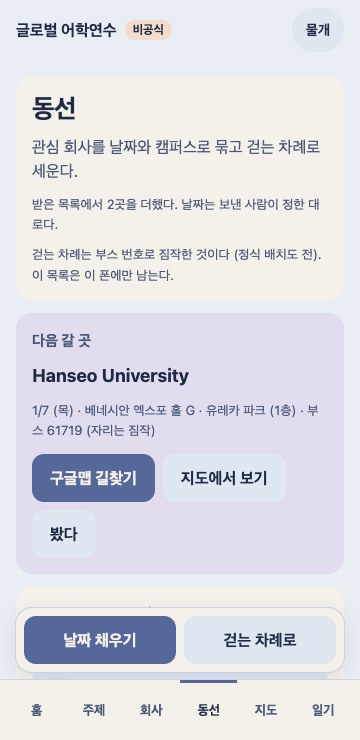 글로벌 어학연수 비공식 물개
동선
관심 회사를 날짜와 캠퍼스로 묶고 걷는 차례로
세운다.
받은 목록에서 2곳을 더했다. 날짜는 보낸 사람이 정한 대
로다.
걷는 차례는 부스 번호로 짐작한 것이다 (정식 배치도 전).
이 목록은 이 폰에만 남는다.
다음 갈 곳
Hanseo University
1/7 (목) · 베네시안 엑스포 홀 G · 유레카 파크 (1층) · 부
스 61719 (자리는 짐작)
구글맵 길찾기 지도에서 보기
봤다
날짜 채우기 걷는 차례로
홈 주제 회사 동선 지도 일기